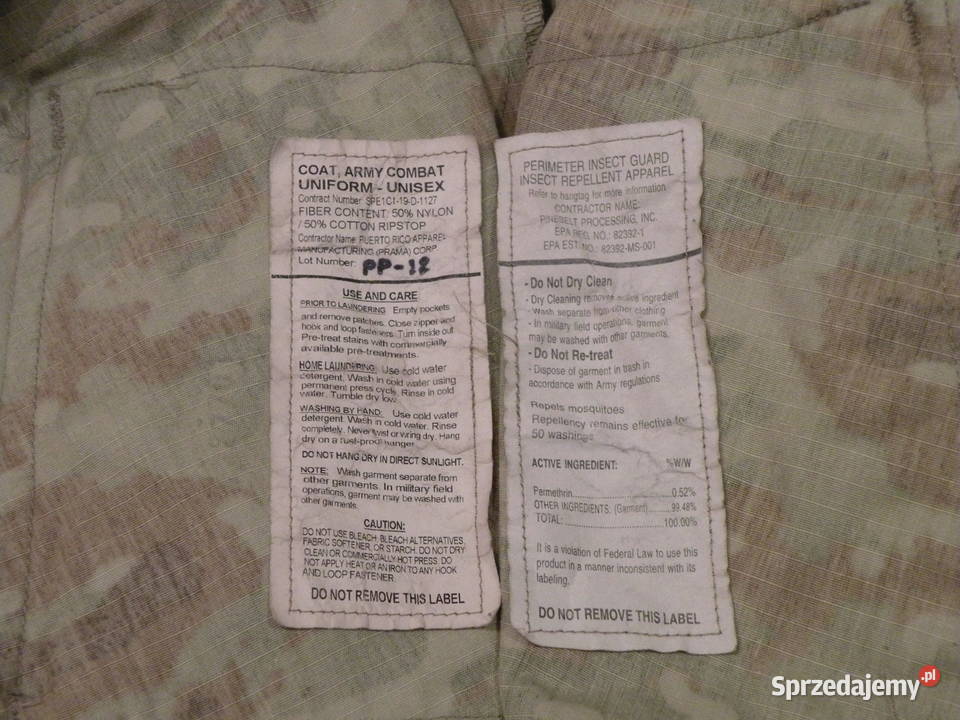 COAT, ARMY COMBAT
UNIFORM - UNISEX
Contract Number: SPE1C1-19-D-1127
FIBER CONTENT: 50% NYLON
/ 50% COTTON RIPSTOP
Contractor Name: PUERTO RICO APPAREL
MANUFACTURING (PRAMA) CORP.
Lot Number: PP-12
USE AND CARE
PRIOR TO LAUNDERING: Empty pockets
and remove patches. Close zipper and
hook and loop fasteners. Turn inside out.
Pre-treat stains with commercially
available pre-treatments.
HOME LAUNDERING: Use cold water
detergent. Wash in cold water using
permanent press cycle. Rinse in cold
water. Tumble dry low.
WASHING BY HAND: Use cold water
detergent. Wash in cold water. Rinse
completely. Never twist or wring dry. Hang
dry on a rust-proof hanger.
DO NOT HANG DRY IN DIRECT SUNLIGHT.
NOTE: Wash garment separate from
other garments. In military field
operations, garment may be washed with
other garments.
CAUTION:
DO NOT USE BLEACH, BLEACH ALTERNATIVES,
FABRIC SOFTENER, OR STARCH. DO NOT DRY
CLEAN OR COMMERCIALLY HOT PRESS. DO
NOT APPLY HEAT OR AN IRON TO ANY HOOK
AND LOOP FASTENER.
DO NOT REMOVE THIS LABEL
PERIMETER INSECT GUARD
INSECT REPELLENT APPAREL
Refer to hangtag for more information
CONTRACTOR NAME:
PINEBELT PROCESSING, INC.
EPA REG. NO.: 82392-1
EPA EST. NO.: 82392-MS-001
- Do Not Dry Clean
- Dry Cleaning removes active ingredient
- Wash separate from other clothing
- In military field operations, garment
may be washed with other garments.
- Do Not Re-treat
- Dispose of garment in trash in
accordance with Army regulations
Repels mosquitoes
Repellency remains effective for
50 washings
ACTIVE INGREDIENT: %W/W
Permethrin 0.52%
OTHER INGREDIENTS: (Garment) 99.48%
TOTAL: 100.00%
It is a violation of Federal Law to use this
product in a manner inconsistent with its
labeling.
DO NOT REMOVE THIS LABEL
Sprzedajemy.pl